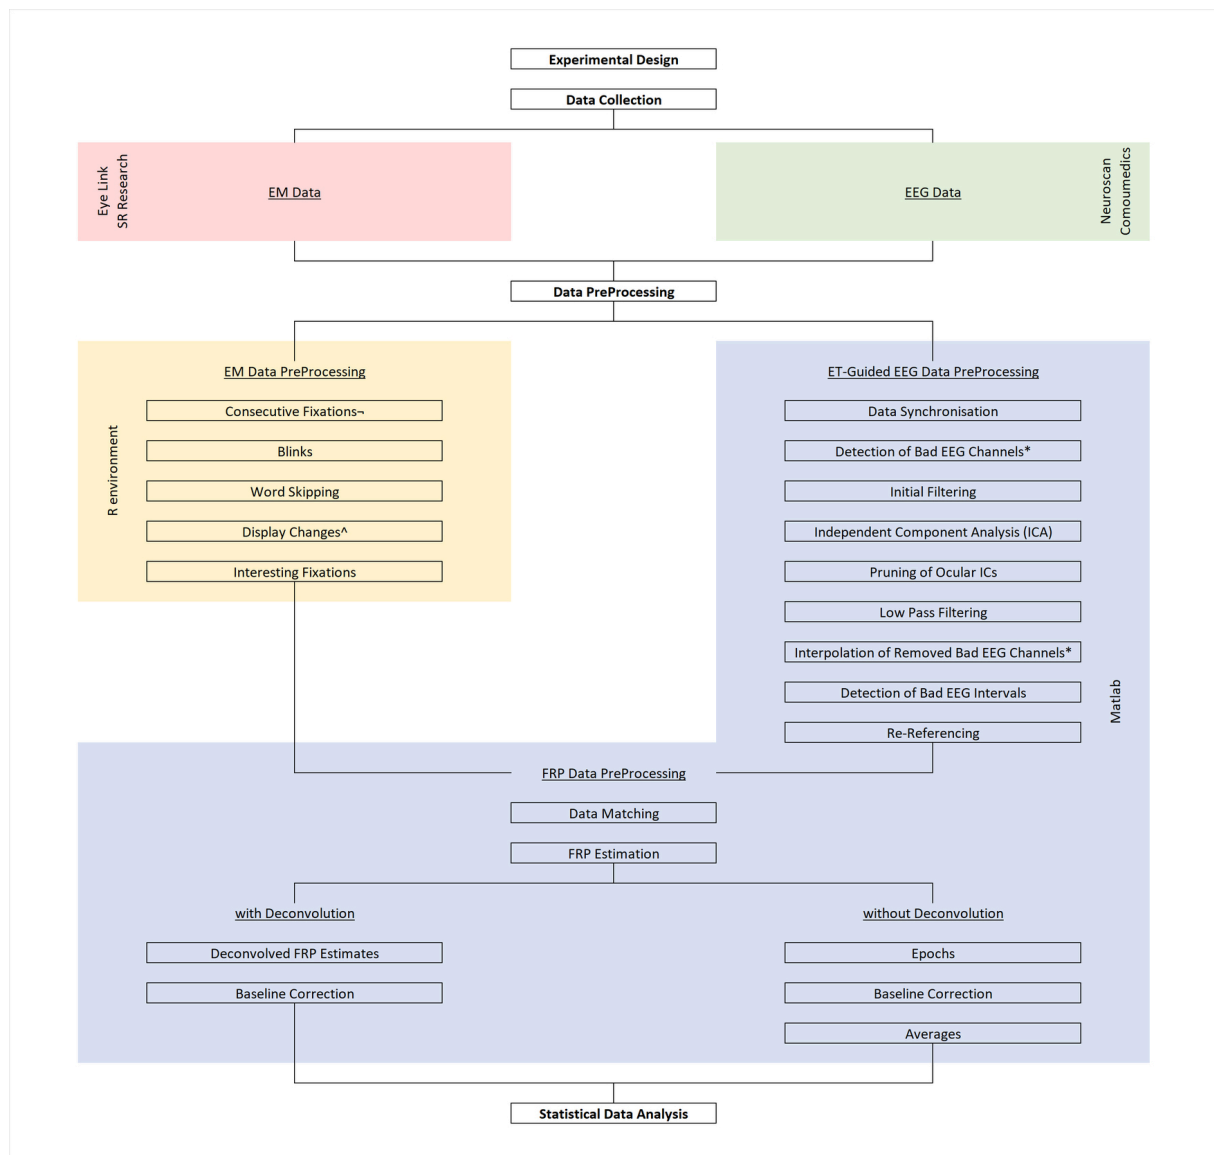 Experimental Design
Data Collection
Eye Link
SR Research
EM Data
EEG Data
Neuroscan
Comoumedics
Data PreProcessing
R environment
EM Data PreProcessing
Consecutive Fixations¬
Blinks
Word Skipping
Display Changes^
Interesting Fixations
ET-Guided EEG Data PreProcessing
Data Synchronisation
Detection of Bad EEG Channels*
Initial Filtering
Independent Component Analysis (ICA)
Pruning of Ocular ICs
Low Pass Filtering
Interpolation of Removed Bad EEG Channels*
Detection of Bad EEG Intervals
Re-Referencing
Matlab
FRP Data PreProcessing
Data Matching
FRP Estimation
with Deconvolution
Deconvolved FRP Estimates
Baseline Correction
without Deconvolution
Epochs
Baseline Correction
Averages
Statistical Data Analysis